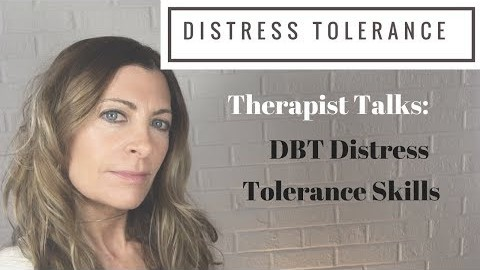 DISTRESS TOLERANCE
Therapist Talks:
DBT Distress
Tolerance Skills